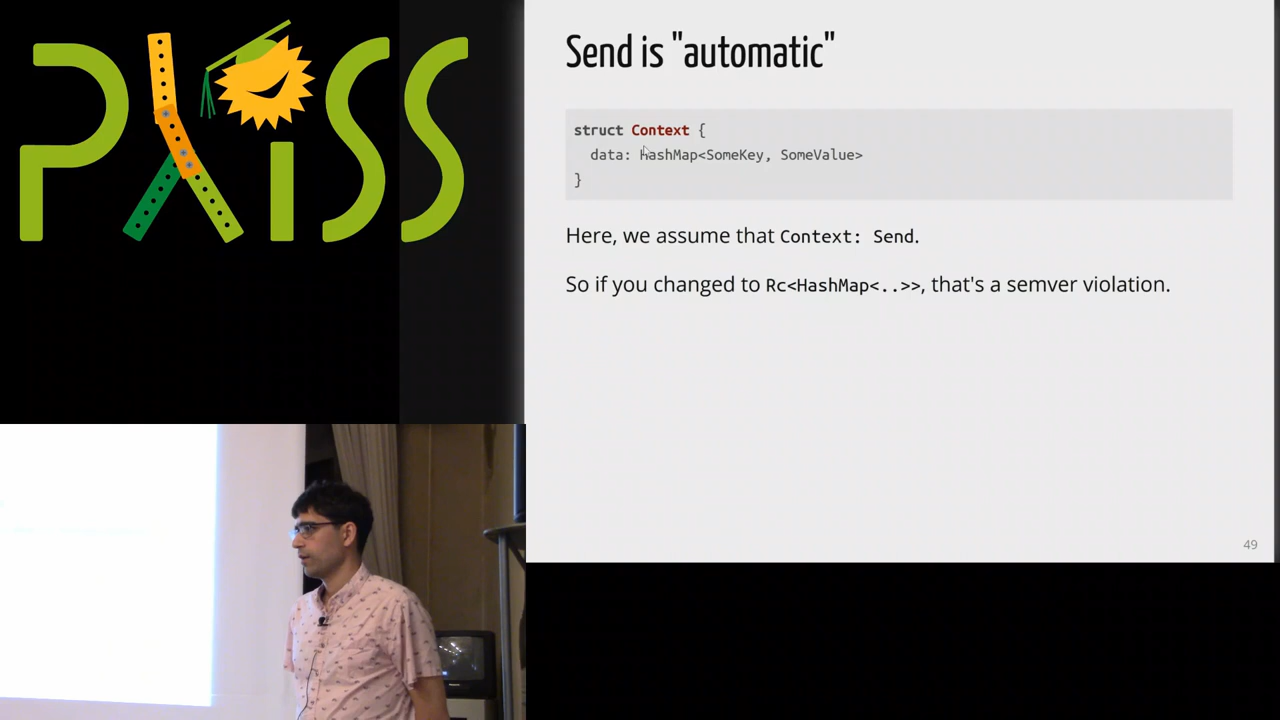 PLISS
Send is "automatic"
struct Context {
data: HashMap<SomeKey, SomeValue>
}
Here, we assume that Context: Send.
So if you changed to Rc<HashMap<..>>, that's a semver violation.
49